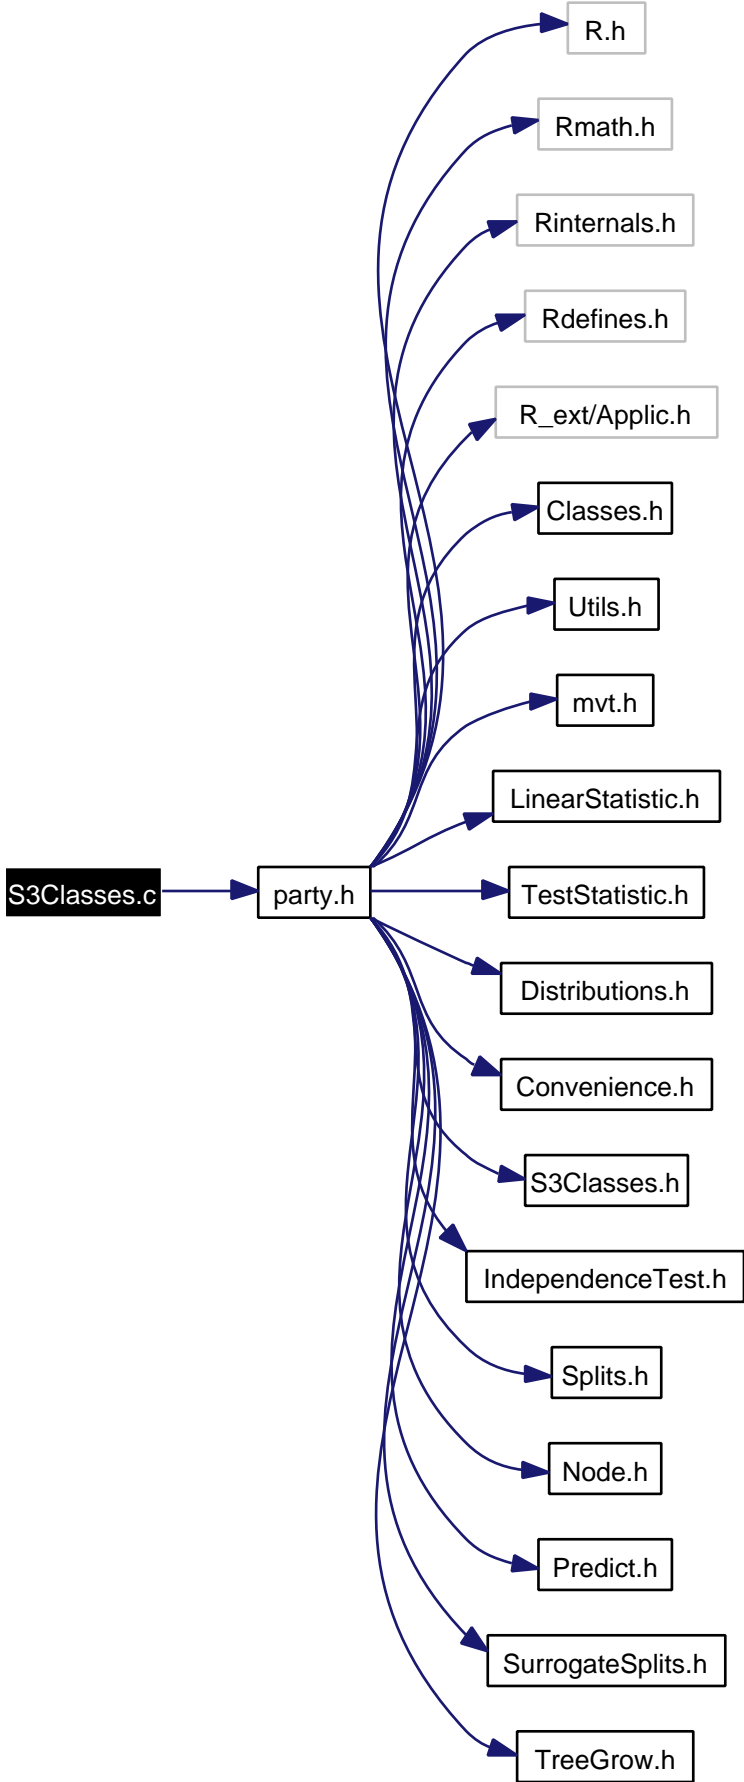 R.h
Rmath.h
Rinternals.h
Rdefines.h
R_ext/Applic.h
Classes.h
Utils.h
mvt.h
LinearStatistic.h
S3Classes.c
party.h
TestStatistic.h
Distributions.h
Convenience.h
S3Classes.h
IndependenceTest.h
Splits.h
Node.h
Predict.h
SurrogateSplits.h
TreeGrow.h